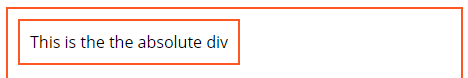 This is the the absolute div